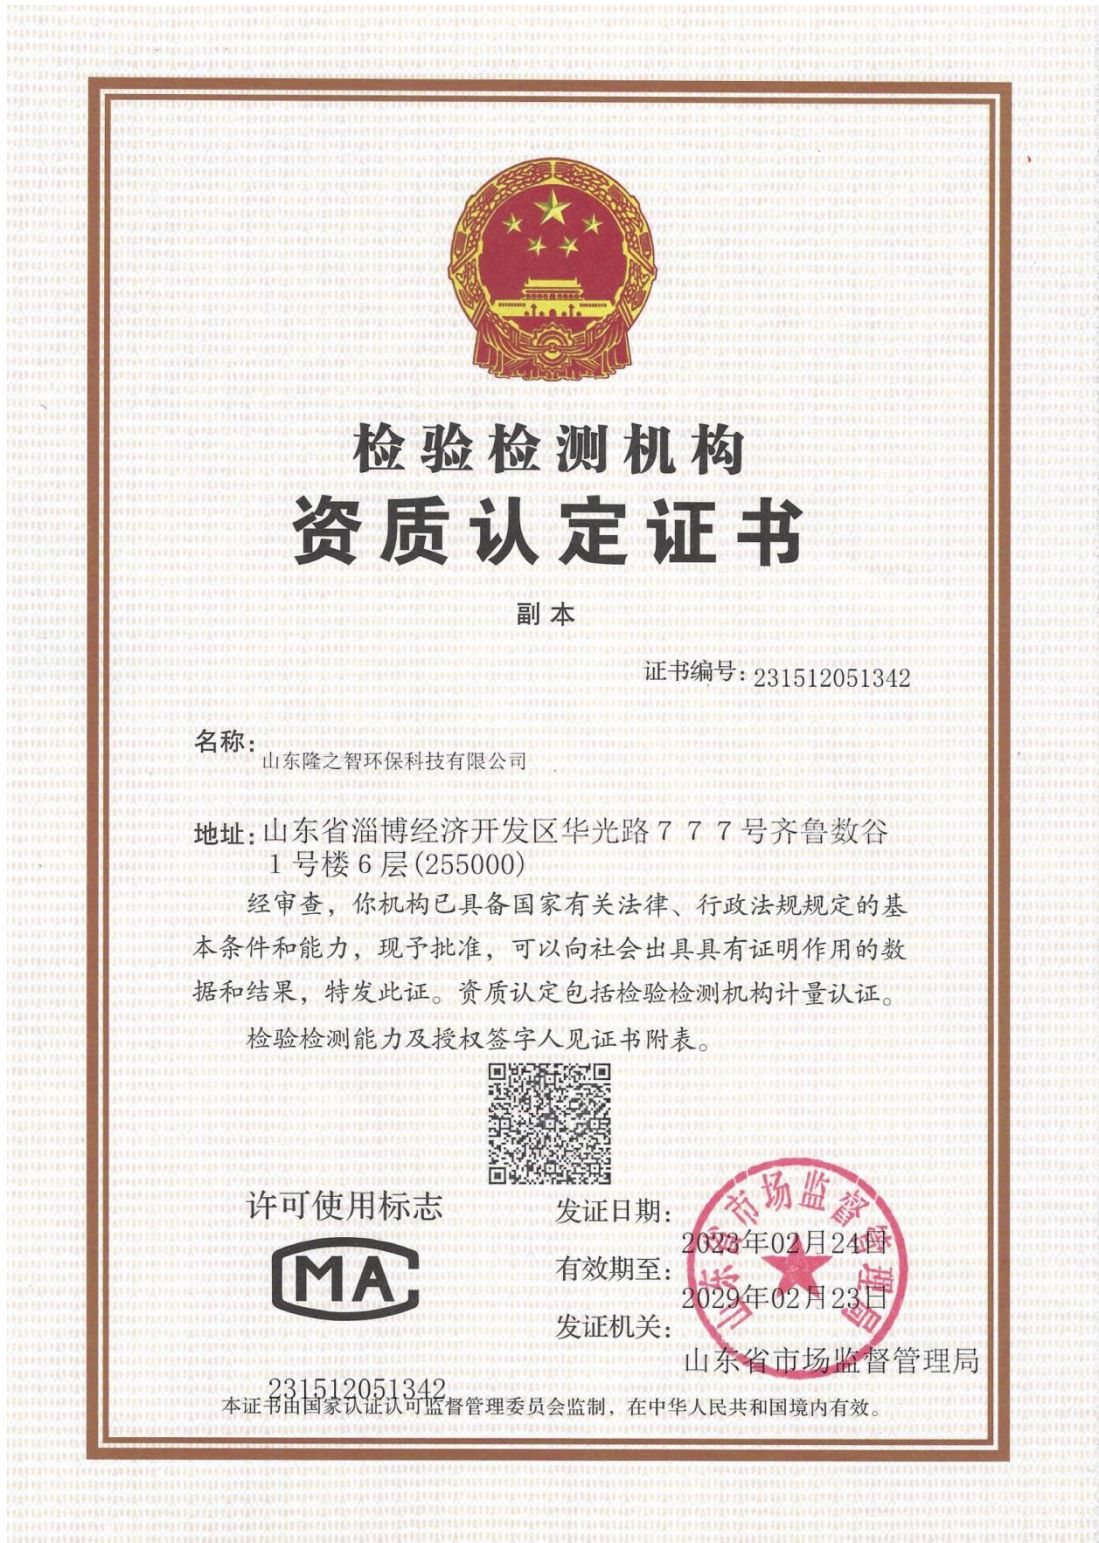 检验检测机构
资质认定证书
副本
证书编号: 231512051342
名称: 山东隆之智环保科技有限公司
地址: 山东省淄博经济开发区华光路７７７号齐鲁数谷
1号楼6层(255000)
经审查，你机构已具备国家有关法律、行政法规规定的基
本条件和能力，现予批准，可以向社会出具具有证明作用的数
据和结果，特发此证。资质认定包括检验检测机构计量认证。
检验检测能力及授权签字人见证书附表。
许可使用标志
MA
231512051342
发证日期:
2023年02月24日
有效期至:
2029年02月23日
发证机关:
山东省市场监督管理局
山东省市场监督管理局
本证书由国家认证认可监督管理委员会监制，在中华人民共和国境内有效。